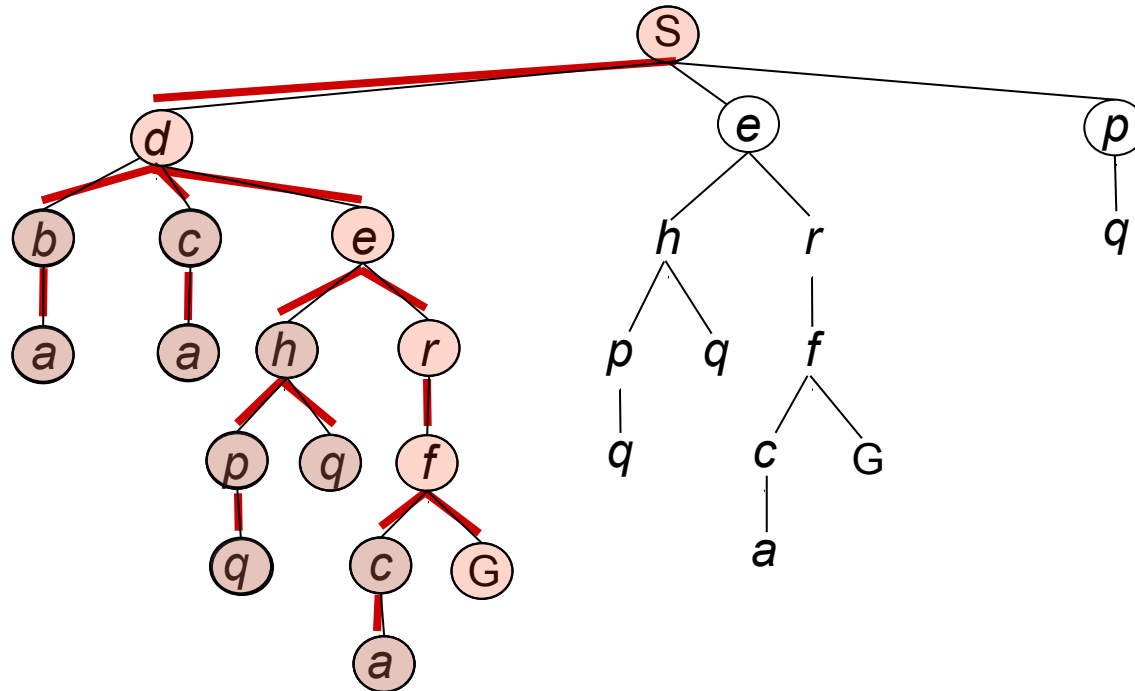 S
d e p
b c e h r q
a a h r p q f
p q f q c G
q c G a
a